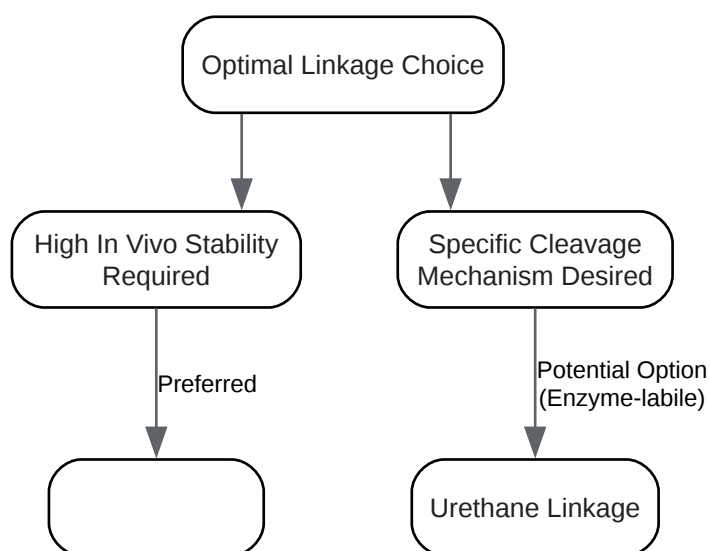 Optimal Linkage Choice
High In Vivo Stability
Required
Specific Cleavage
Mechanism Desired
Preferred
Potential Option
(Enzyme-labile)
Urethane Linkage